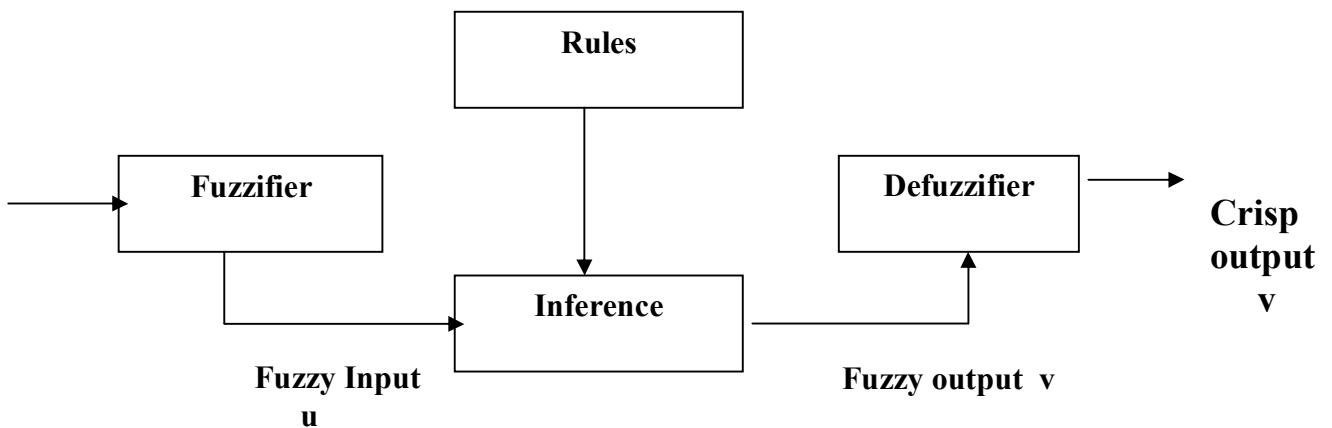 Rules
Fuzzifier
Defuzzifier
Crisp
output
v
Inference
Fuzzy Input
u
Fuzzy output v